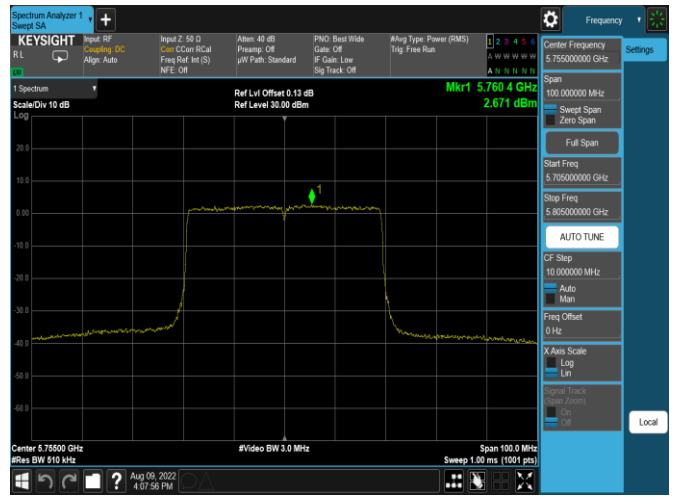 Spectrum Analyzer 1
Swept SA
Frequency
KEYSIGHT
R L
LW
Input: RF
Coupling: DC
Align: Auto
Input Z: 50 Ω
Corr CCorr RCal
Freq Ref: Int (S)
NFE: Off
Atten: 40 dB
Preamp: Off
µW Path: Standard
PNO: Best Wide
Gate: Off
IF Gain: Low
Sig Track: Off
#Avg Type: Power (RMS)
Trig: Free Run
1 2 3 4 5 6
A W W W W W
A N N N N N
1 Spectrum
Scale/Div 10 dB
Log
Ref Lvl Offset 0.13 dB
Ref Level 30.00 dBm
Mkr1 5.760 4 GHz
2.671 dBm
20.0
10.0
0.00
-10.0
-20.0
-30.0
-40.0
-50.0
-60.0
1
Center 5.75500 GHz
#Res BW 510 kHz
#Video BW 3.0 MHz
Span 100.0 MHz
Sweep 1.00 ms (1001 pts)
Aug 09, 2022
4:07:56 PM
Center Frequency
5.755000000 GHz
Span
100.000000 MHz
Swept Span
Zero Span
Full Span
Start Freq
5.705000000 GHz
Stop Freq
5.805000000 GHz
AUTO TUNE
CF Step
10.000000 MHz
Auto
Man
Freq Offset
0 Hz
X Axis Scale
Log
Lin
Signal Track
(Span Zoom)
On
Off
Settings
Local